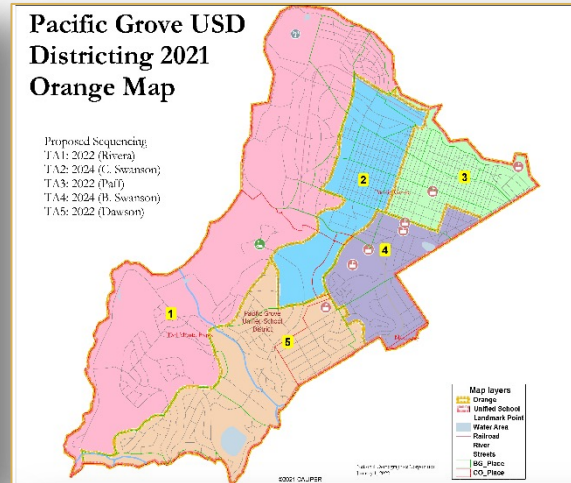 Pacific Grove USD
Districting 2021
Orange Map
Proposed Sequencing
TA1: 2022 (Rivera)
TA2: 2024 (C. Swanson)
TA3: 2022 (Paff)
TA4: 2024 (B. Swanson)
TA5: 2022 (Dawson)
2
3
4
1
Pacific Grove
Unified School
District
5
Map layers
Orange
Unified School
Landmark Point
Water Area
Railroad
River
Streets
BG_Place
CO_Place
©2021 CALIPER